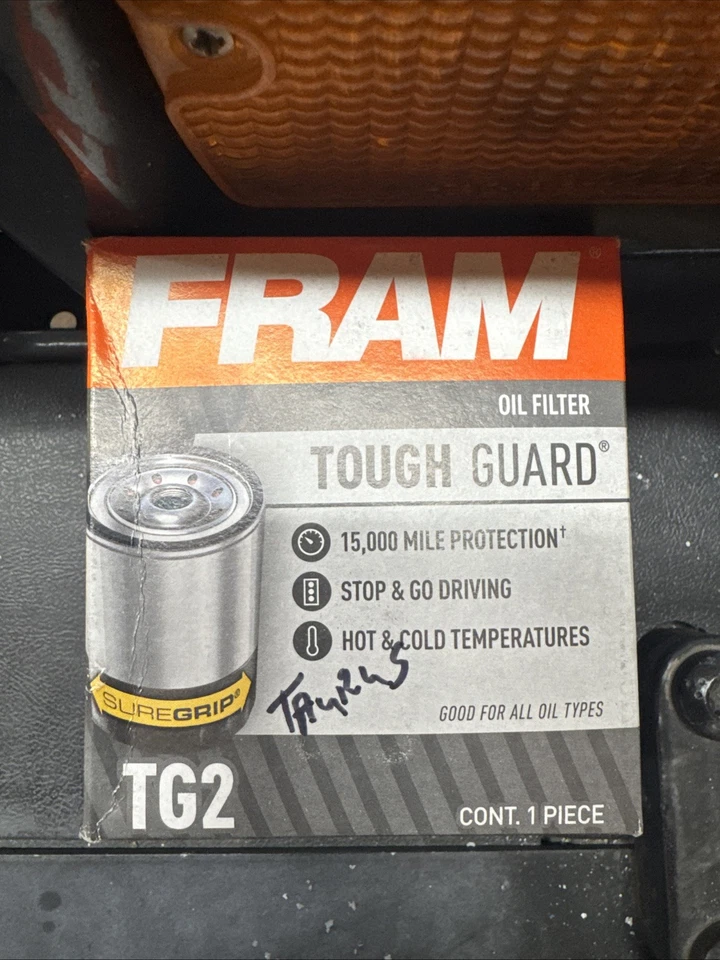 FRAM®
OIL FILTER
TOUGH GUARD®
15,000 MILE PROTECTION†
STOP & GO DRIVING
HOT & COLD TEMPERATURES
TAURUS
SUREGRIP®
GOOD FOR ALL OIL TYPES
TG2
CONT. 1 PIECE